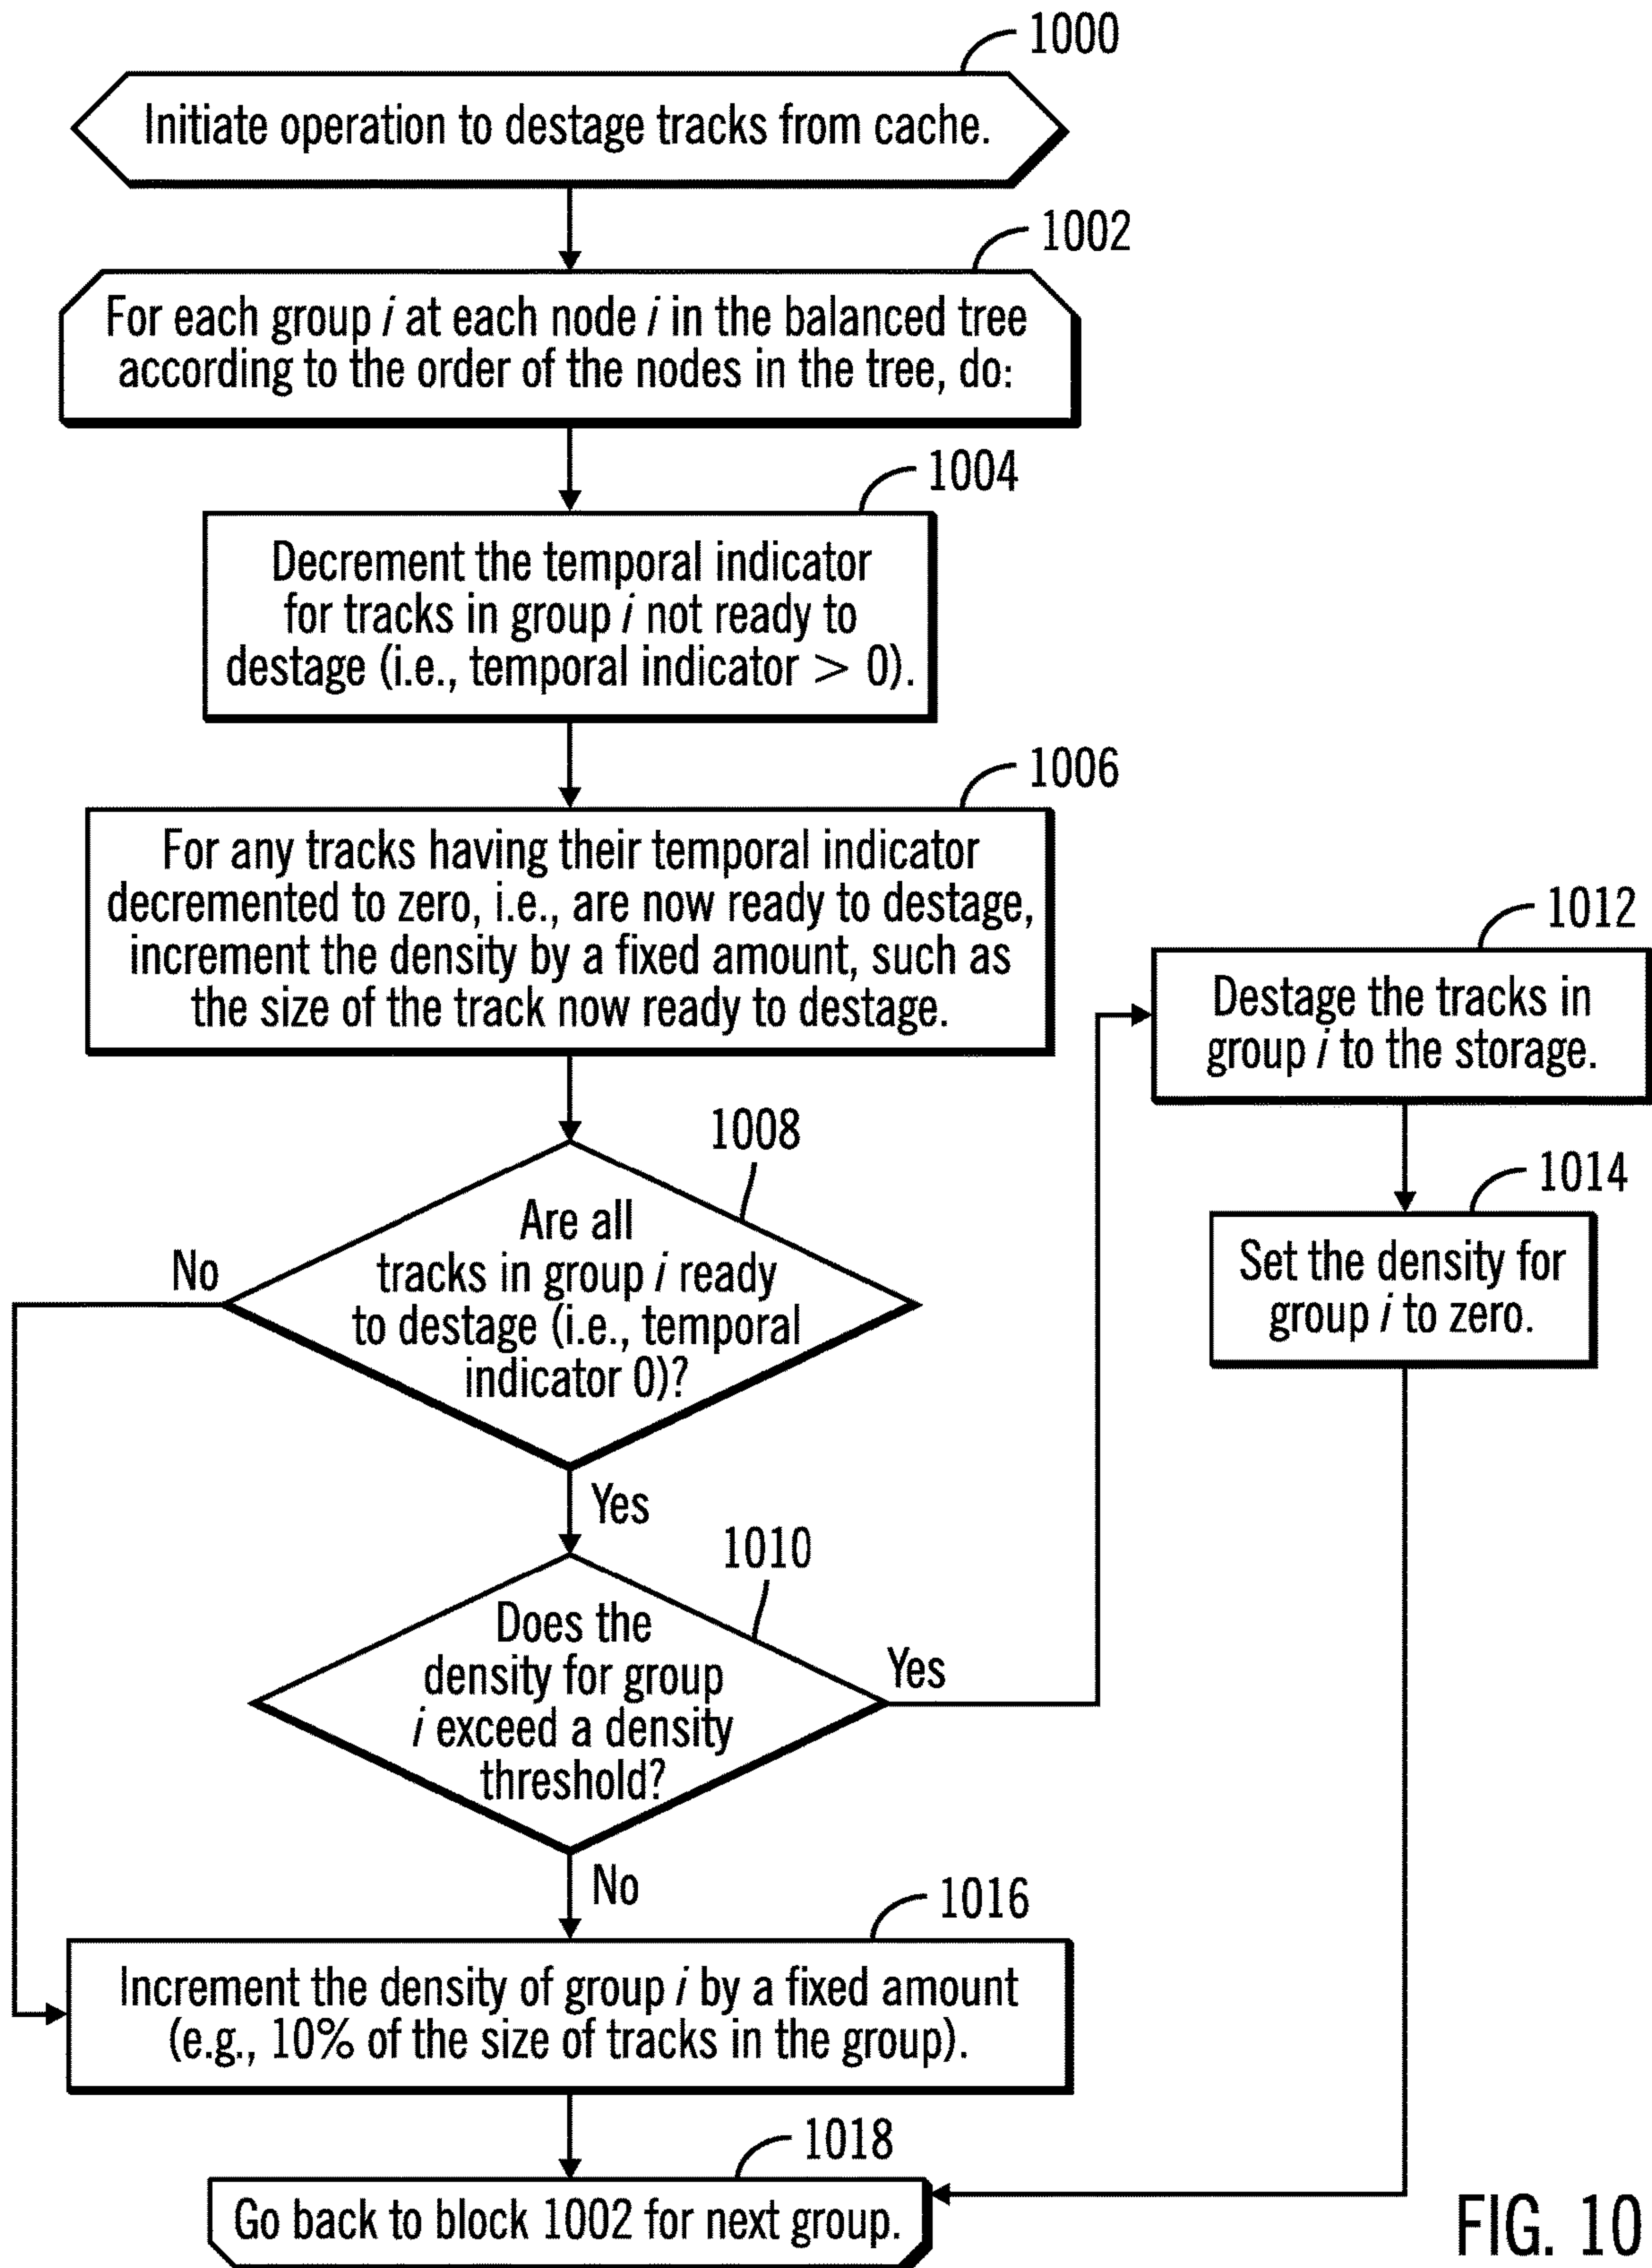 1000
Initiate operation to destage tracks from cache.
1002
For each group i at each node i in the balanced tree
according to the order of the nodes in the tree, do:
1004
Decrement the temporal indicator
for tracks in group i not ready to
destage (i.e., temporal indicator > 0).
1006
For any tracks having their temporal indicator
decremented to zero, i.e., are now ready to destage,
increment the density by a fixed amount, such as
the size of the track now ready to destage.
1008
Are all
tracks in group i ready
to destage (i.e., temporal
indicator 0)?
No
Yes
1010
Does the
density for group
i exceed a density
threshold?
Yes
No
1012
Destage the tracks in
group i to the storage.
1014
Set the density for
group i to zero.
1016
Increment the density of group i by a fixed amount
(e.g., 10% of the size of tracks in the group).
1018
Go back to block 1002 for next group.
FIG. 10